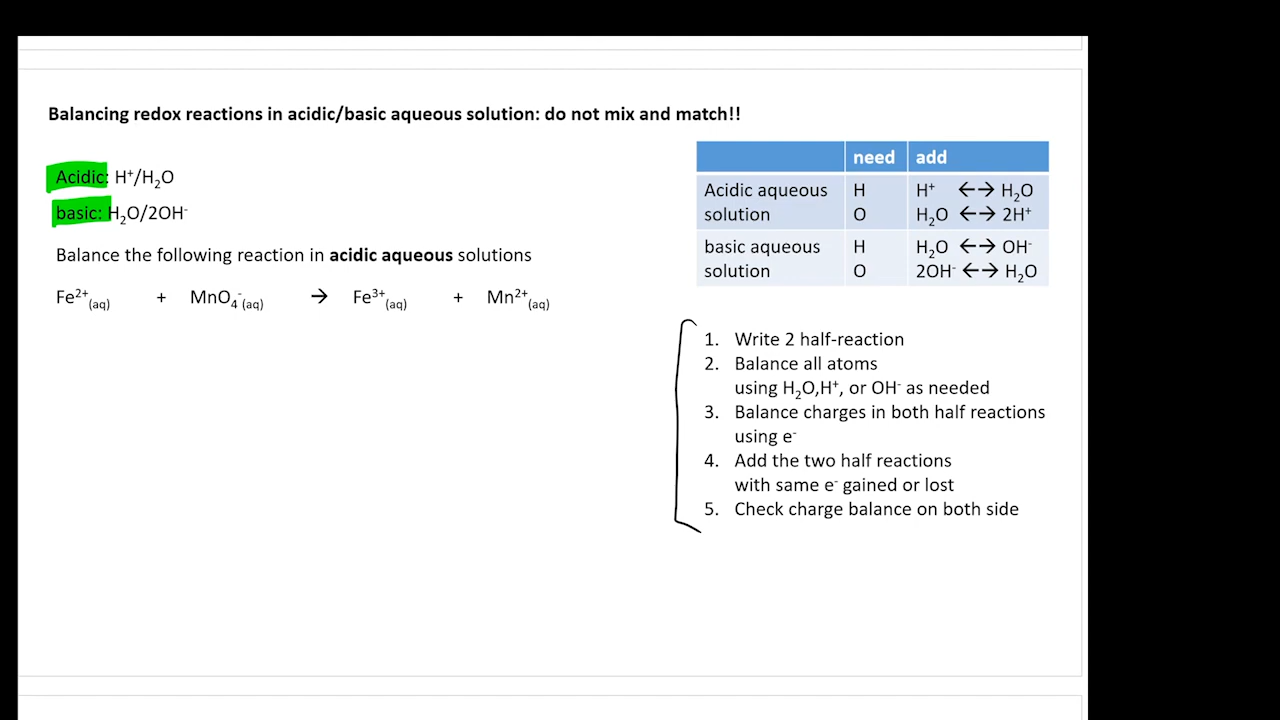 Balancing redox reactions in acidic/basic aqueous solution: do not mix and match!!
Acidic: H⁺/H₂O
basic: H₂O/2OH⁻
Balance the following reaction in acidic aqueous solutions
Fe²⁺(aq) + MnO₄⁻(aq) → Fe³⁺(aq) + Mn²⁺(aq)
need add
Acidic aqueous H H⁺ ←→ H₂O
solution O H₂O ←→ 2H⁺
basic aqueous H H₂O ←→ OH⁻
solution O 2OH⁻ ←→ H₂O
1. Write 2 half-reaction
2. Balance all atoms
using H₂O,H⁺, or OH⁻ as needed
3. Balance charges in both half reactions
using e⁻
4. Add the two half reactions
with same e⁻ gained or lost
5. Check charge balance on both side